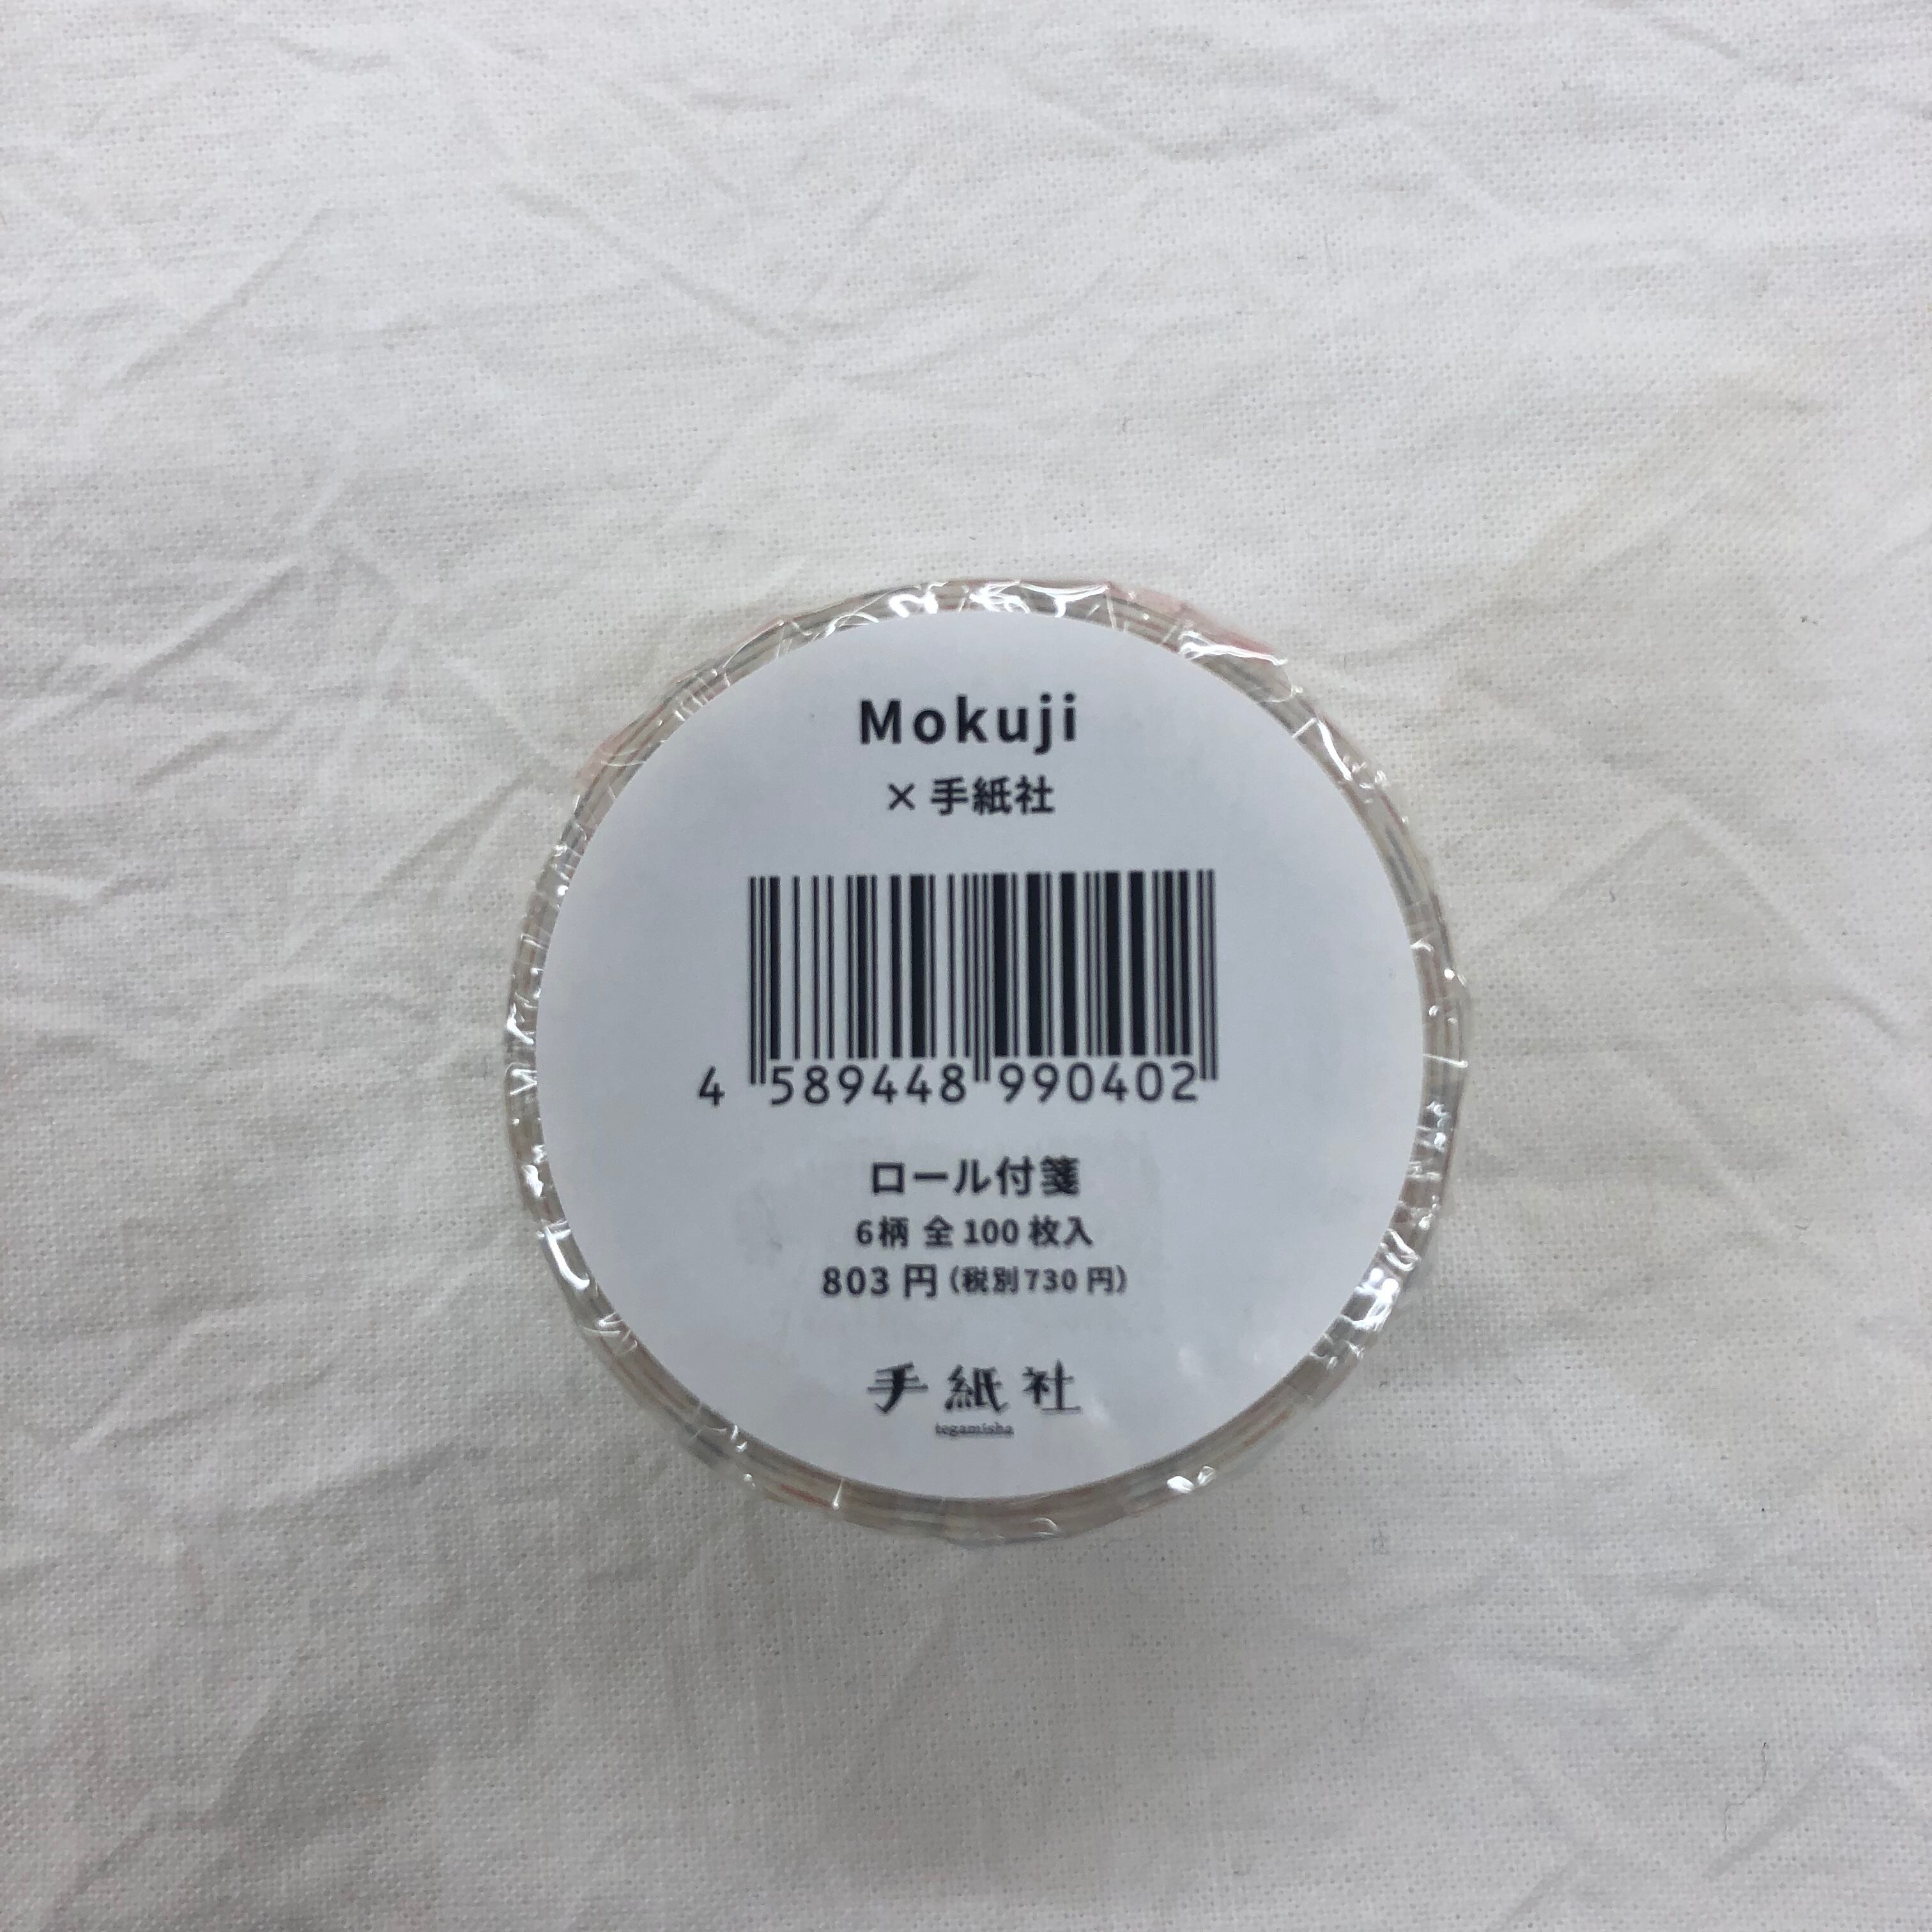 Mokuji
× 手紙社
4 589448 990402
ロール付箋
6柄 全100枚入
803円(税別730円)
手紙社
tegamisha